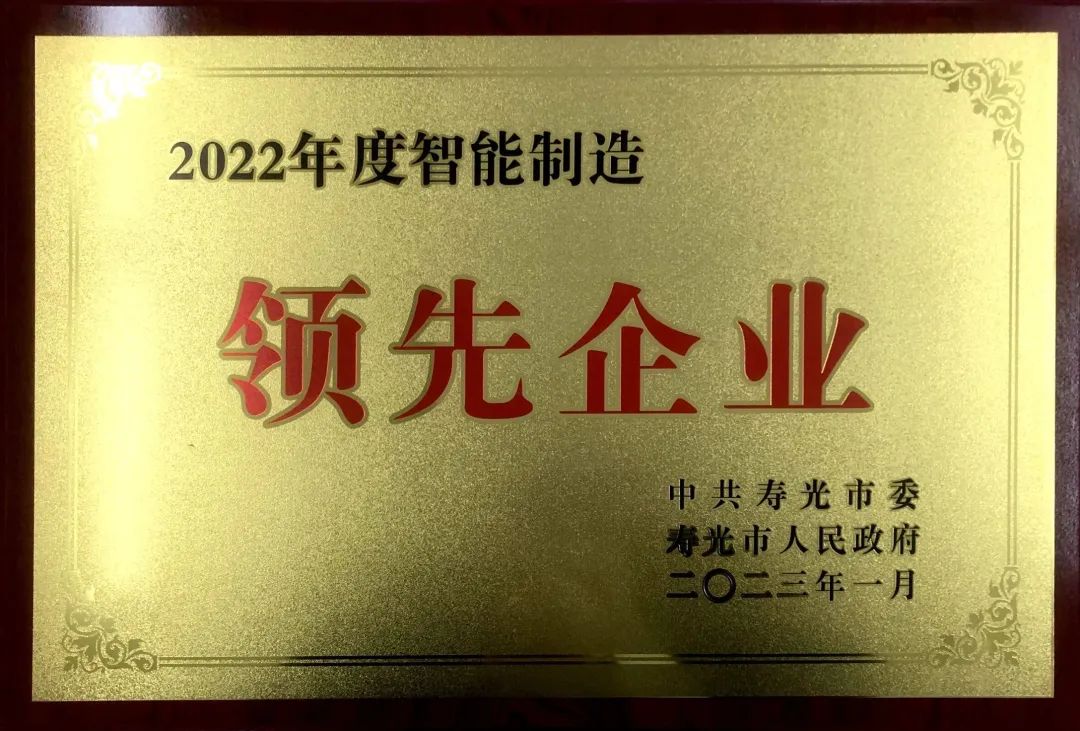 2022年度智能制造
领先企业
中共寿光市委
寿光市人民政府
二〇二三年一月